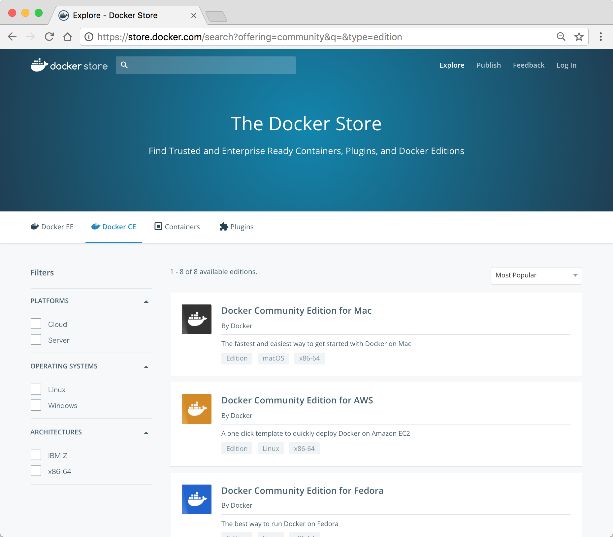 Explore - Docker Store
https://store.docker.com/search?offering=community&q=&type=edition
docker store
Explore Publish Feedback Log In
The Docker Store
Find Trusted and Enterprise Ready Containers, Plugins, and Docker Editions
Docker EE Docker CE Containers Plugins
Filters
1 - 8 of 8 available editions.
Most Popular
PLATFORMS
Cloud
Server
OPERATING SYSTEMS
Linux
Windows
ARCHITECTURES
IBM Z
x86-64
Docker Community Edition for Mac
By Docker
The fastest and easiest way to get started with Docker on Mac
Edition macOS x86-64
Docker Community Edition for AWS
By Docker
A one click template to quickly deploy Docker on Amazon EC2
Edition Linux x86-64
Docker Community Edition for Fedora
By Docker
The best way to run Docker on Fedora